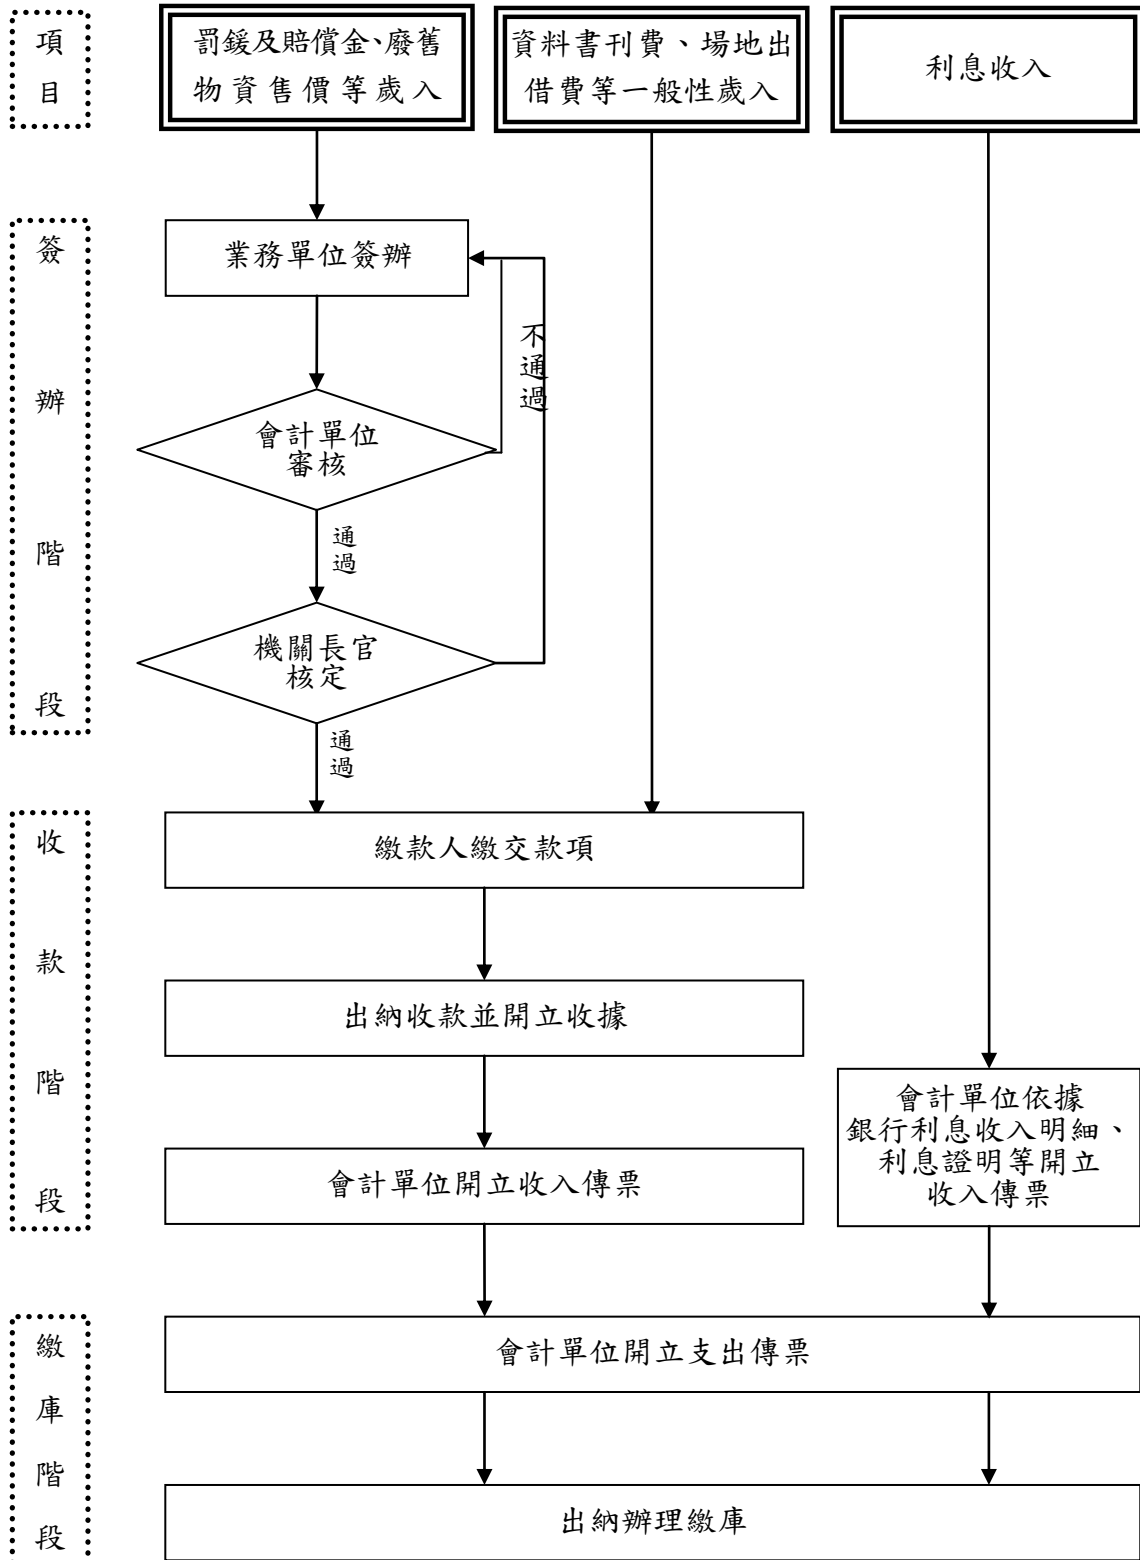 項目
罰鍰及賠償金、廢舊
物資售價等歲入
資料書刊費、場地出
借費等一般性歲入
利息收入
簽辦階段
業務單位簽辦
不通過
會計單位
審核
通過
機關長官
核定
通過
收款階段
繳款人繳交款項
出納收款並開立收據
會計單位開立收入傳票
會計單位依據
銀行利息收入明細、
利息證明等開立
收入傳票
繳庫階段
會計單位開立支出傳票
出納辦理繳庫